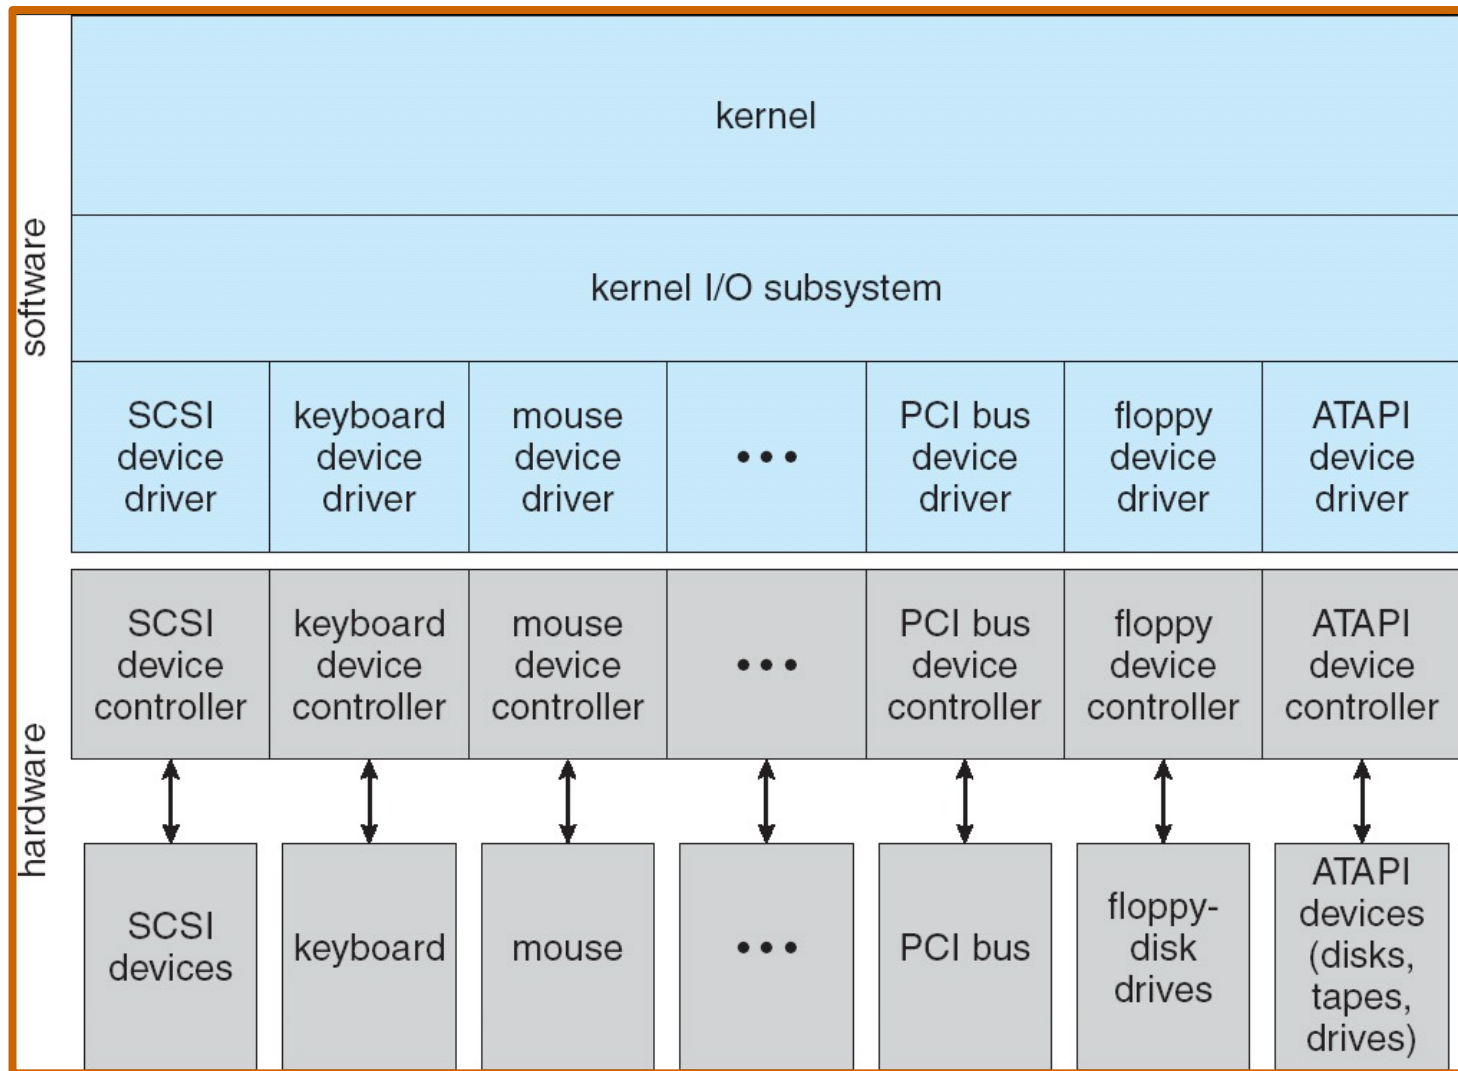 software
kernel
kernel I/O subsystem
SCSI
device
driver
keyboard
device
driver
mouse
device
driver
•••
PCI bus
device
driver
floppy
device
driver
ATAPI
device
driver
hardware
SCSI
device
controller
keyboard
device
controller
mouse
device
controller
•••
PCI bus
device
controller
floppy
device
controller
ATAPI
device
controller
SCSI
devices
keyboard
mouse
•••
PCI bus
floppy-
disk
drives
ATAPI
devices
(disks,
tapes,
drives)